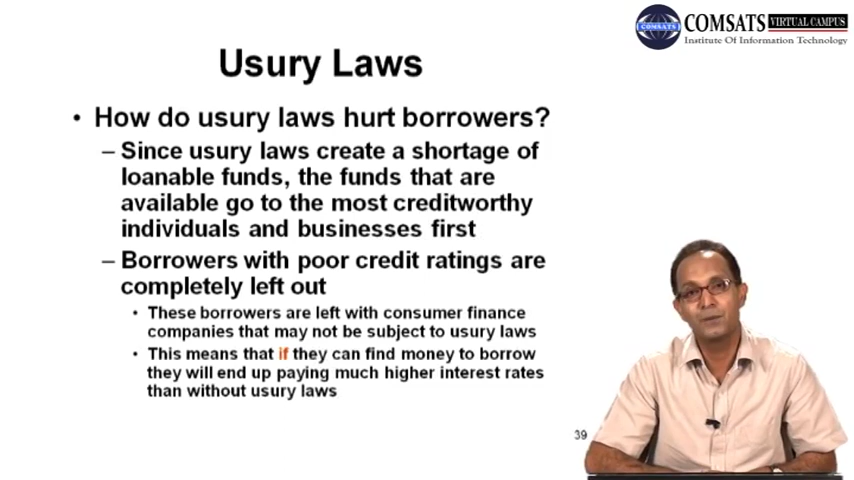 COMSATS VIRTUAL CAMPUS
COMSATS
Institute Of Information Technology
Usury Laws
• How do usury laws hurt borrowers?
– Since usury laws create a shortage of
loanable funds, the funds that are
available go to the most creditworthy
individuals and businesses first
– Borrowers with poor credit ratings are
completely left out
• These borrowers are left with consumer finance
companies that may not be subject to usury laws
• This means that if they can find money to borrow
they will end up paying much higher interest rates
than without usury laws
39